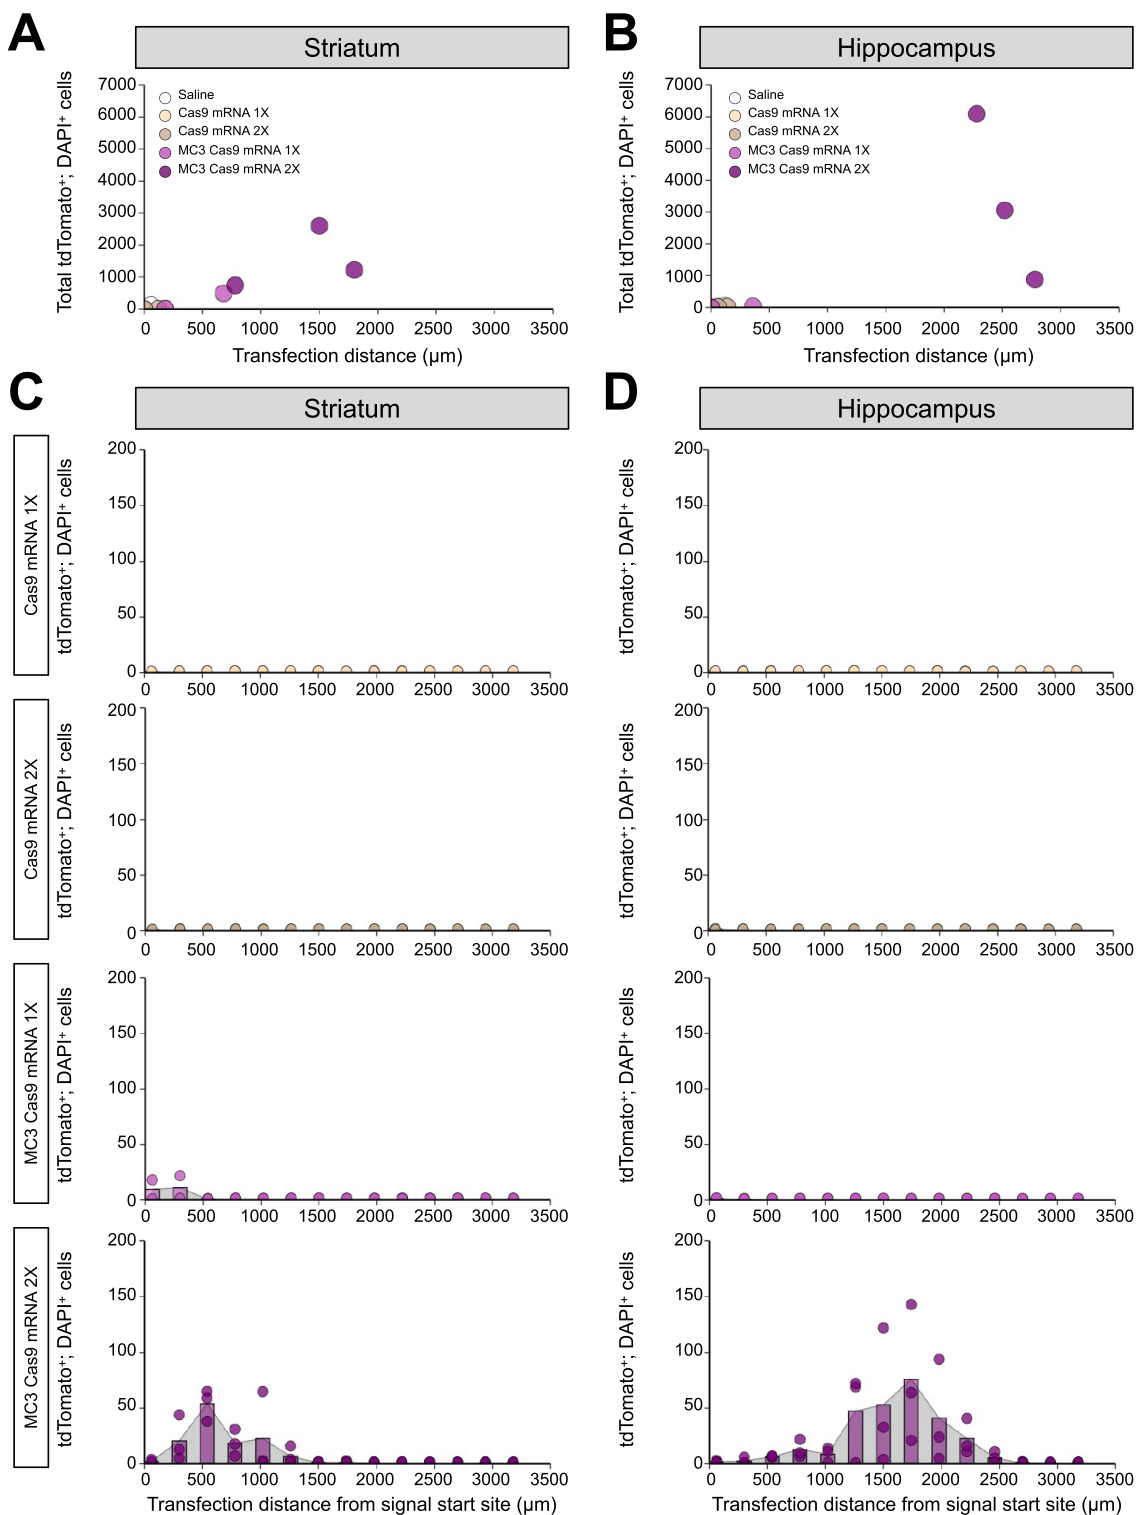 A
Striatum
Total tdTomato⁺; DAPI⁺ cells
7000
6000
5000
4000
3000
2000
1000
0
Saline
Cas9 mRNA 1X
Cas9 mRNA 2X
MC3 Cas9 mRNA 1X
MC3 Cas9 mRNA 2X
0 500 1000 1500 2000 2500 3000 3500
Transfection distance (μm)
B
Hippocampus
Total tdTomato⁺; DAPI⁺ cells
7000
6000
5000
4000
3000
2000
1000
0
Saline
Cas9 mRNA 1X
Cas9 mRNA 2X
MC3 Cas9 mRNA 1X
MC3 Cas9 mRNA 2X
0 500 1000 1500 2000 2500 3000 3500
Transfection distance (μm)
C
Striatum
D
Hippocampus
Cas9 mRNA 1X
tdTomato⁺; DAPI⁺ cells
200
150
100
50
0
0 500 1000 1500 2000 2500 3000 3500
tdTomato⁺; DAPI⁺ cells
200
150
100
50
0
0 500 1000 1500 2000 2500 3000 3500
Cas9 mRNA 2X
tdTomato⁺; DAPI⁺ cells
200
150
100
50
0
0 500 1000 1500 2000 2500 3000 3500
tdTomato⁺; DAPI⁺ cells
200
150
100
50
0
0 500 1000 1500 2000 2500 3000 3500
MC3 Cas9 mRNA 1X
tdTomato⁺; DAPI⁺ cells
200
150
100
50
0
0 500 1000 1500 2000 2500 3000 3500
tdTomato⁺; DAPI⁺ cells
200
150
100
50
0
0 500 100 1500 2000 2500 3000 3500
MC3 Cas9 mRNA 2X
tdTomato⁺; DAPI⁺ cells
200
150
100
50
0
0 500 1000 1500 2000 2500 3000 3500
Transfection distance from signal start site (μm)
tdTomato⁺; DAPI⁺ cells
200
150
100
50
0
0 500 1000 1500 2000 2500 3000 3500
Transfection distance from signal start site (μm)